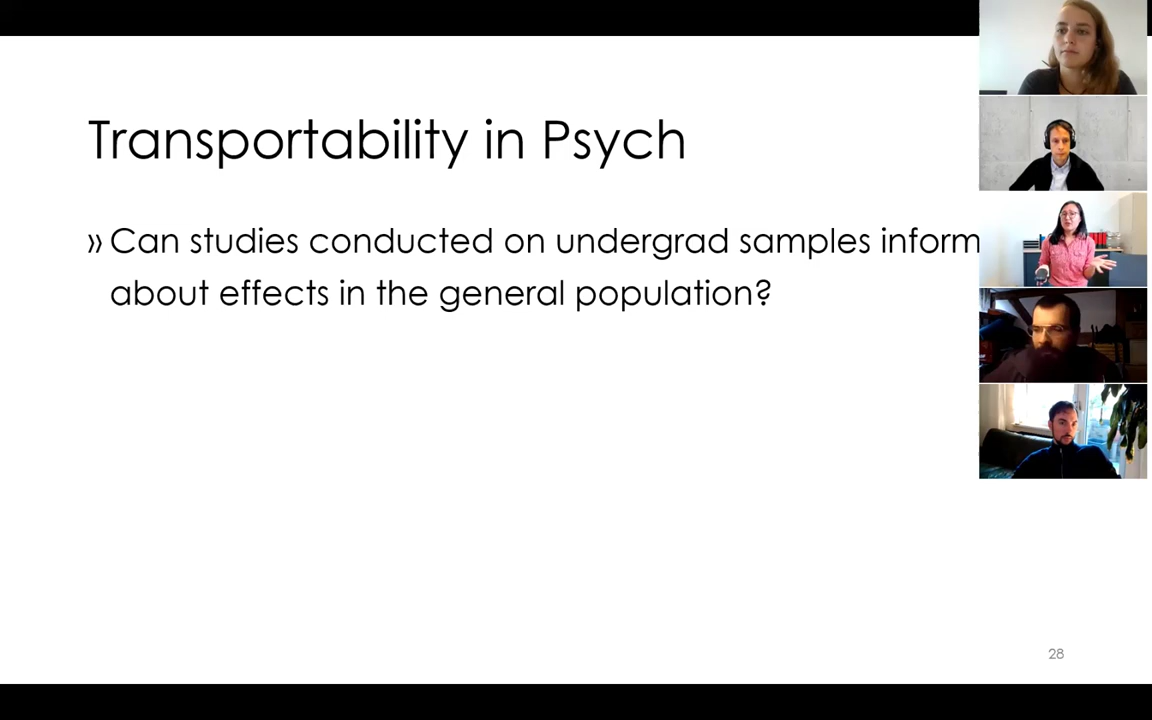 Transportability in Psych
» Can studies conducted on undergrad samples inform
about effects in the general population?
28